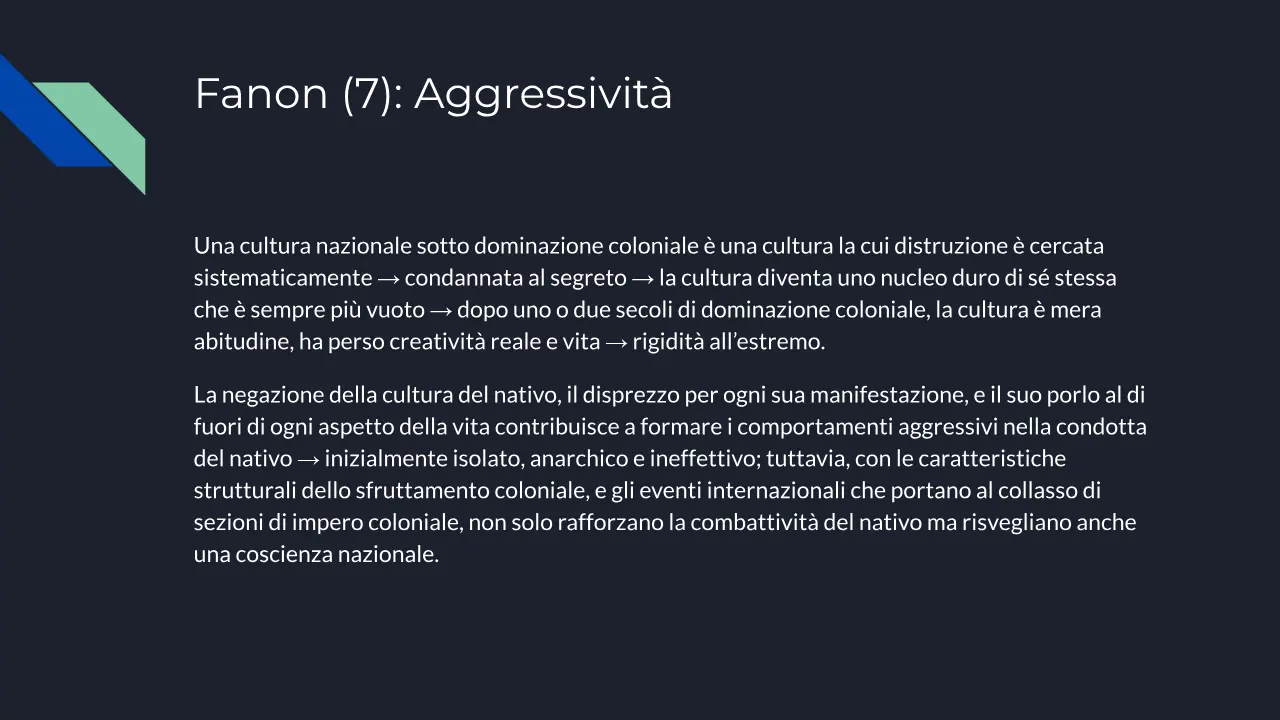 Fanon (7): Aggressività
Una cultura nazionale sotto dominazione coloniale è una cultura la cui distruzione è cercata
sistematicamente → condannata al segreto → la cultura diventa uno nucleo duro di sé stessa
che è sempre più vuoto → dopo uno o due secoli di dominazione coloniale, la cultura è mera
abitudine, ha perso creatività reale e vita → rigidità all’estremo.
La negazione della cultura del nativo, il disprezzo per ogni sua manifestazione, e il suo porlo al di
fuori di ogni aspetto della vita contribuisce a formare i comportamenti aggressivi nella condotta
del nativo → inizialmente isolato, anarchico e ineffettivo; tuttavia, con le caratteristiche
strutturali dello sfruttamento coloniale, e gli eventi internazionali che portano al collasso di
sezioni di impero coloniale, non solo rafforzano la combattività del nativo ma risvegliano anche
una coscienza nazionale.